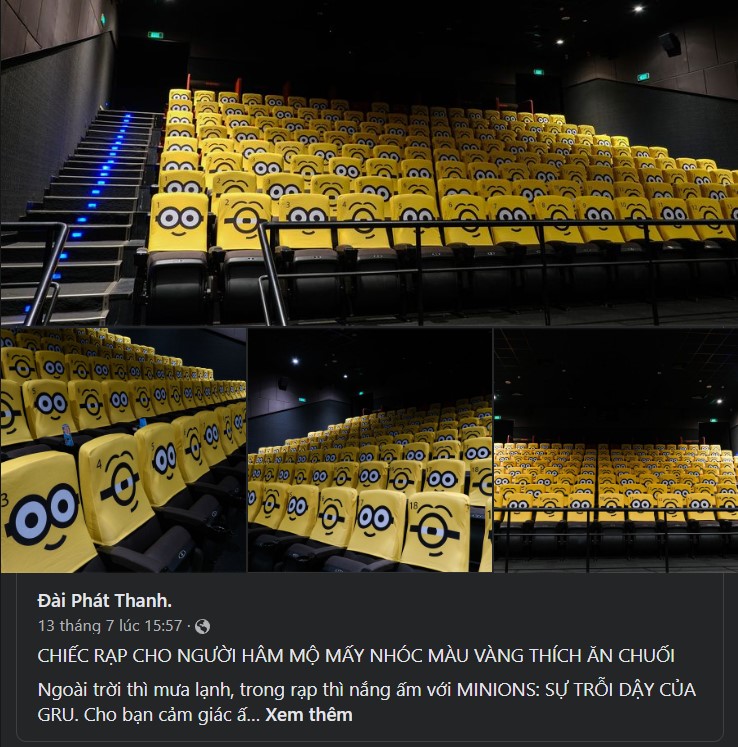 Đài Phát Thanh.
13 tháng 7 lúc 15:57 ·
CHIẾC RẠP CHO NGƯỜI HÂM MỘ MẤY NHÓC MÀU VÀNG THÍCH ĂN CHUỐI
Ngoài trời thì mưa lạnh, trong rạp thì nắng ấm với MINIONS: SỰ TRỖI DẬY CỦA
GRU. Cho bạn cảm giác ấ... Xem thêm